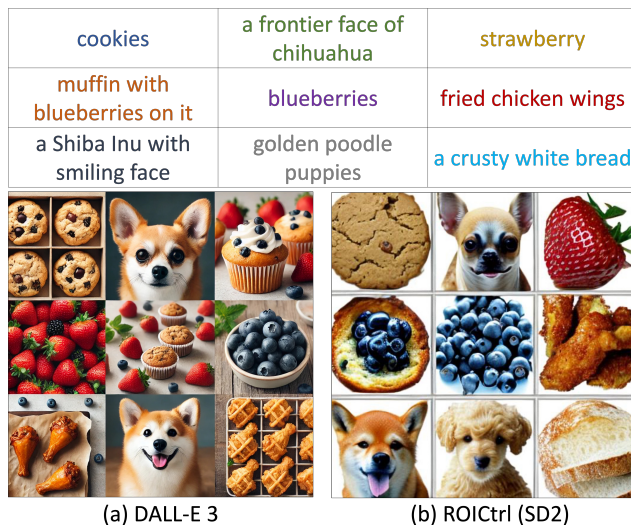 cookies
a frontier face of
chihuahua
strawberry
muffin with
blueberries on it
blueberries
fried chicken wings
a Shiba Inu with
smiling face
golden poodle
puppies
a crusty white bread
(a) DALL-E 3
(b) ROICtrl (SD2)